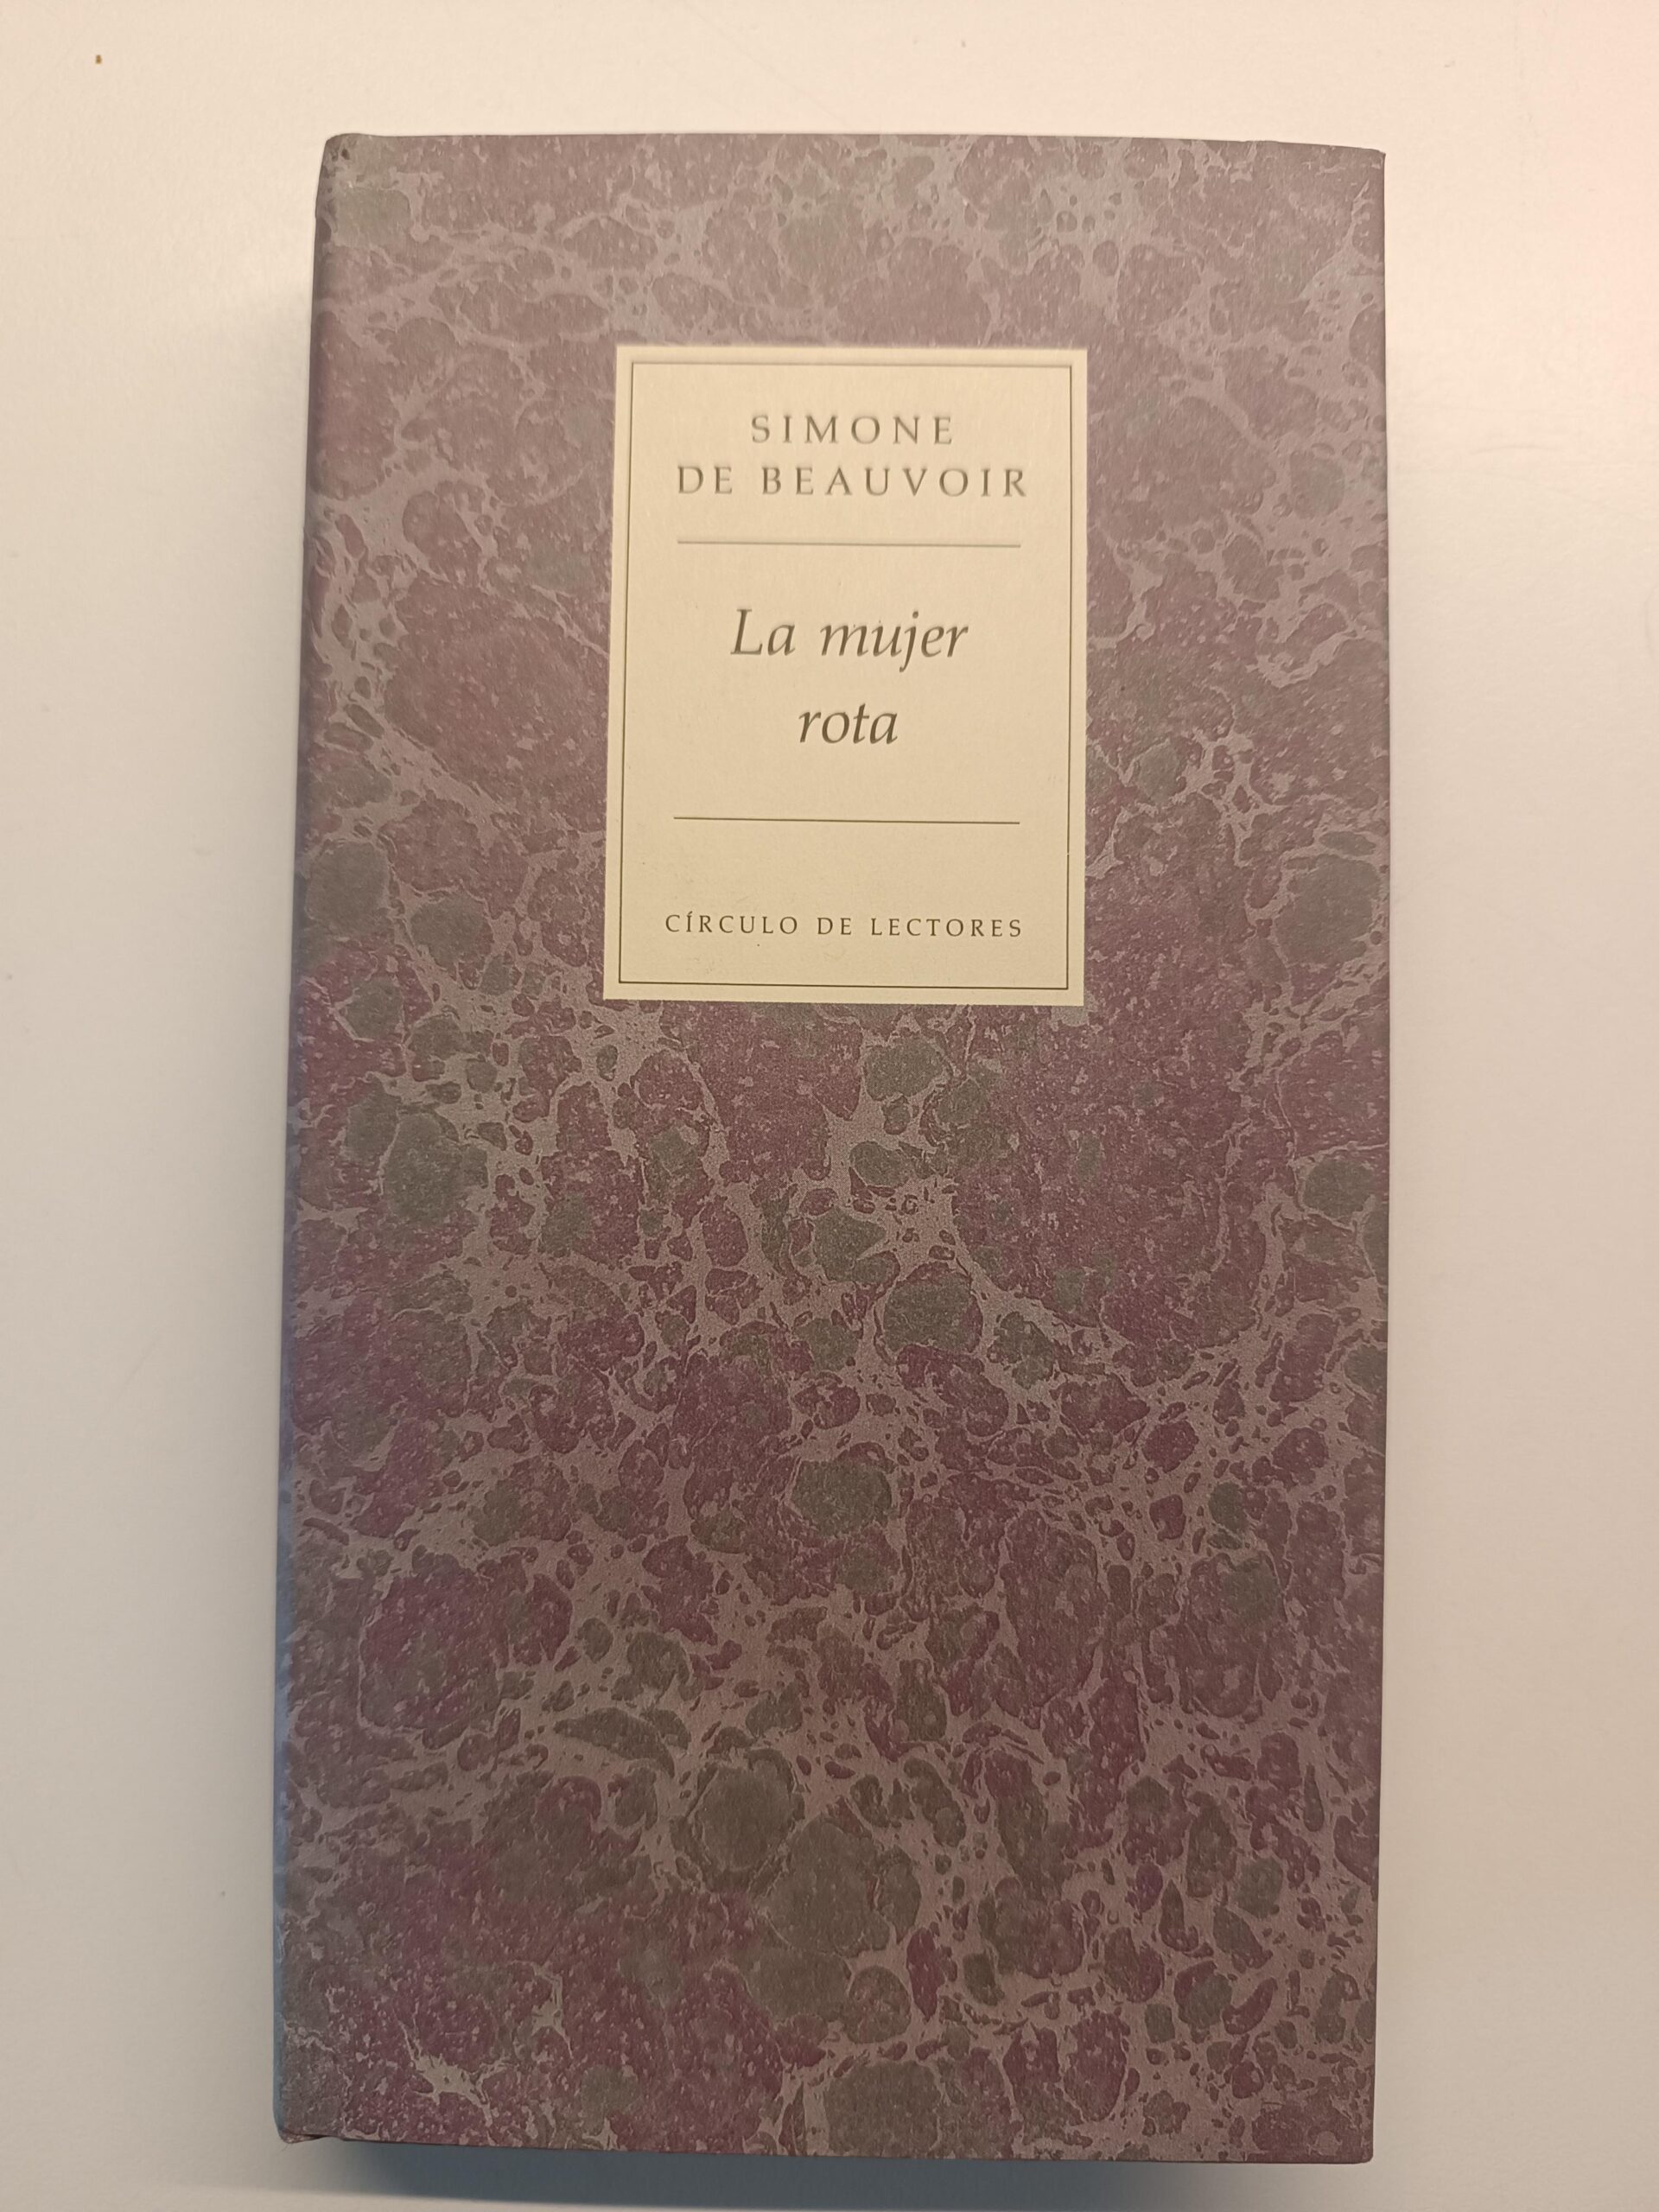 SIMONE
DE BEAUVOIR
La mujer
rota
CÍRCULO DE LECTORES